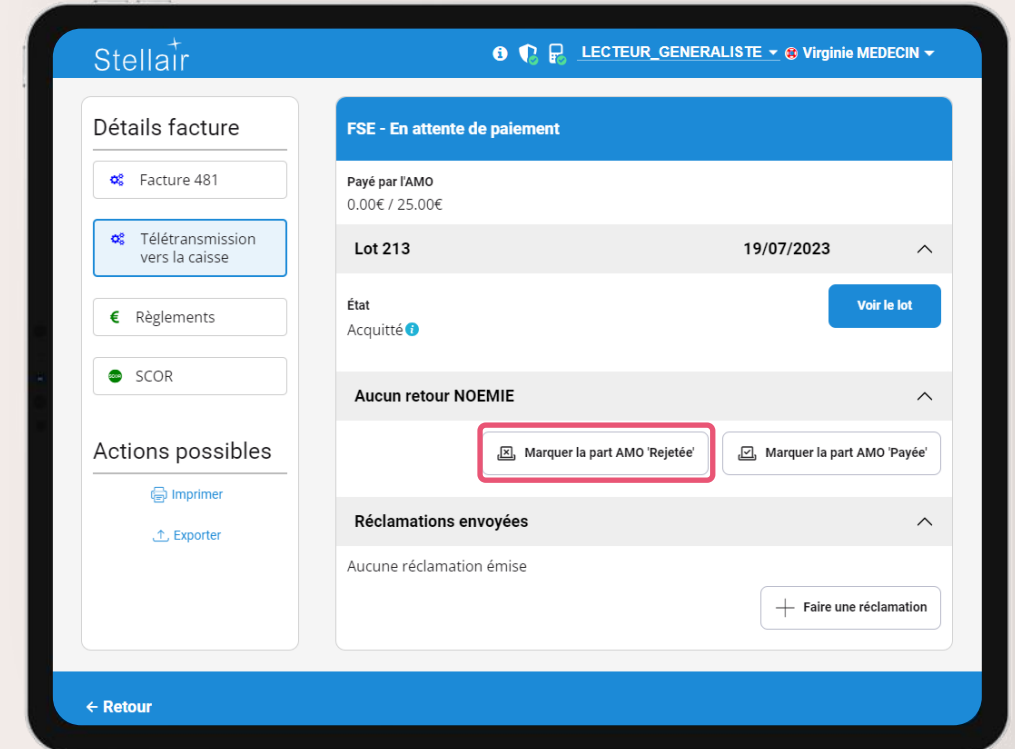 Stellair
LECTEUR_GENERALISTE
Virginie MEDECIN
Détails facture
Facture 481
Télétransmission
vers la caisse
Règlements
SCOR
Actions possibles
Imprimer
Exporter
FSE - En attente de paiement
Payé par l'AMO
0.00€ / 25.00€
Lot 213 19/07/2023
État
Acquitté
Voir le lot
Aucun retour NOEMIE
Marquer la part AMO 'Rejetée' Marquer la part AMO 'Payée'
Réclamations envoyées
Aucune réclamation émise
Faire une réclamation
← Retour